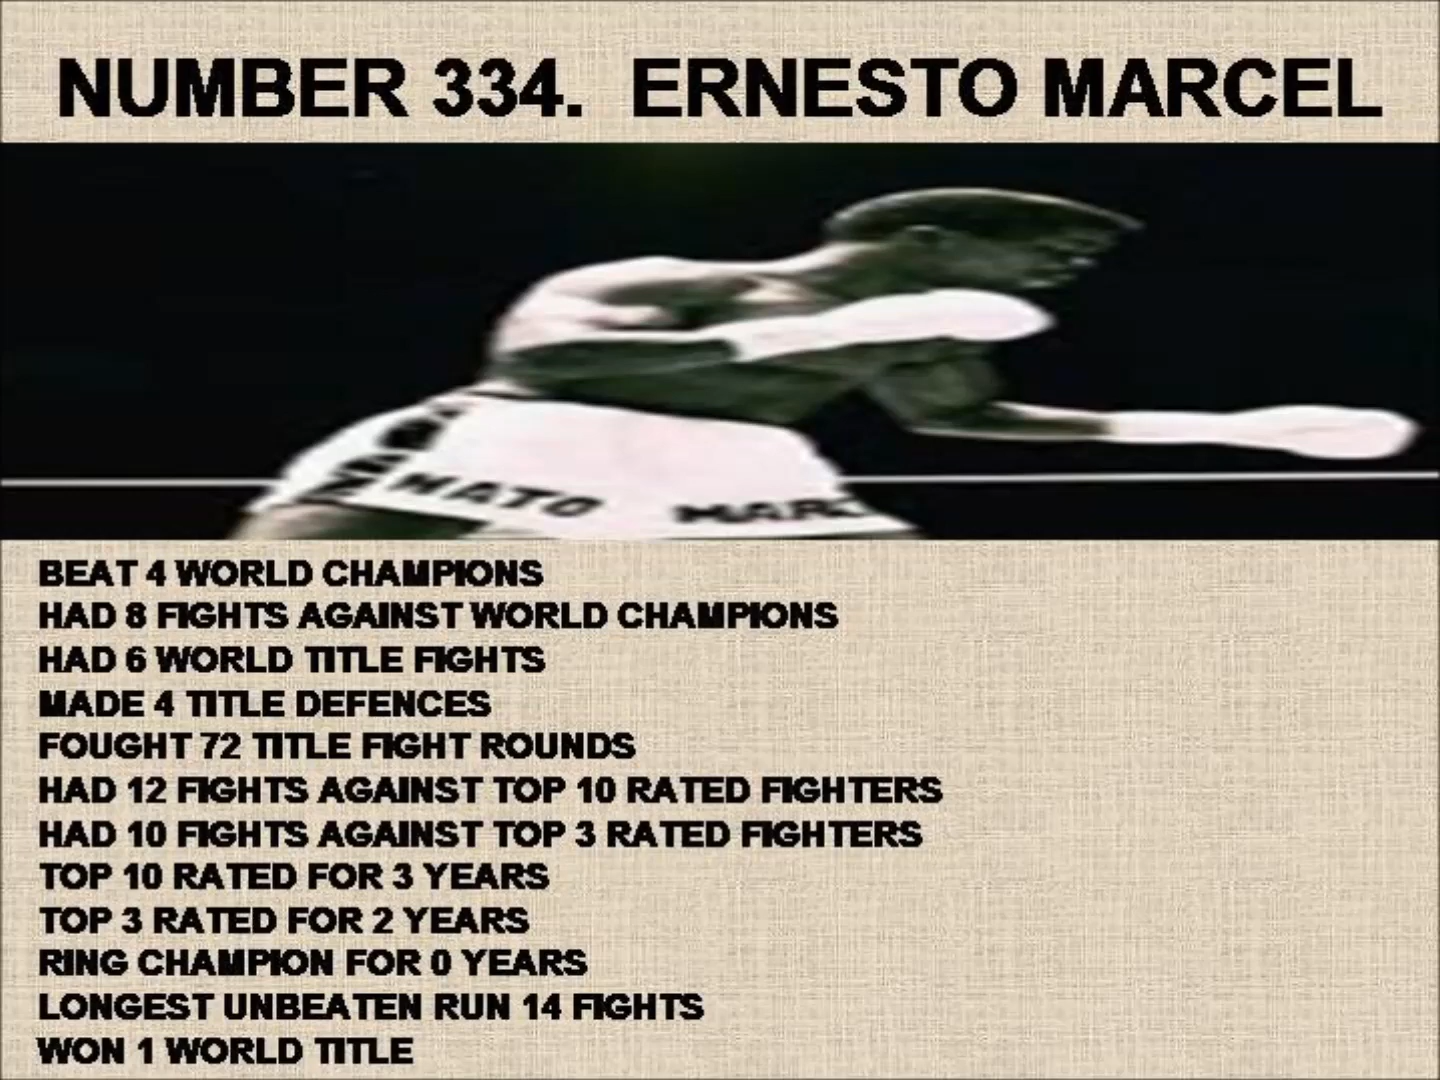 NUMBER 334. ERNESTO MARCEL
NATO MARC
BEAT 4 WORLD CHAMPIONS
HAD 8 FIGHTS AGAINST WORLD CHAMPIONS
HAD 6 WORLD TITLE FIGHTS
MADE 4 TITLE DEFENCES
FOUGHT 72 TITLE FIGHT ROUNDS
HAD 12 FIGHTS AGAINST TOP 10 RATED FIGHTERS
HAD 10 FIGHTS AGAINST TOP 3 RATED FIGHTERS
TOP 10 RATED FOR 3 YEARS
TOP 3 RATED FOR 2 YEARS
RING CHAMPION FOR 0 YEARS
LONGEST UNBEATEN RUN 14 FIGHTS
WON 1 WORLD TITLE